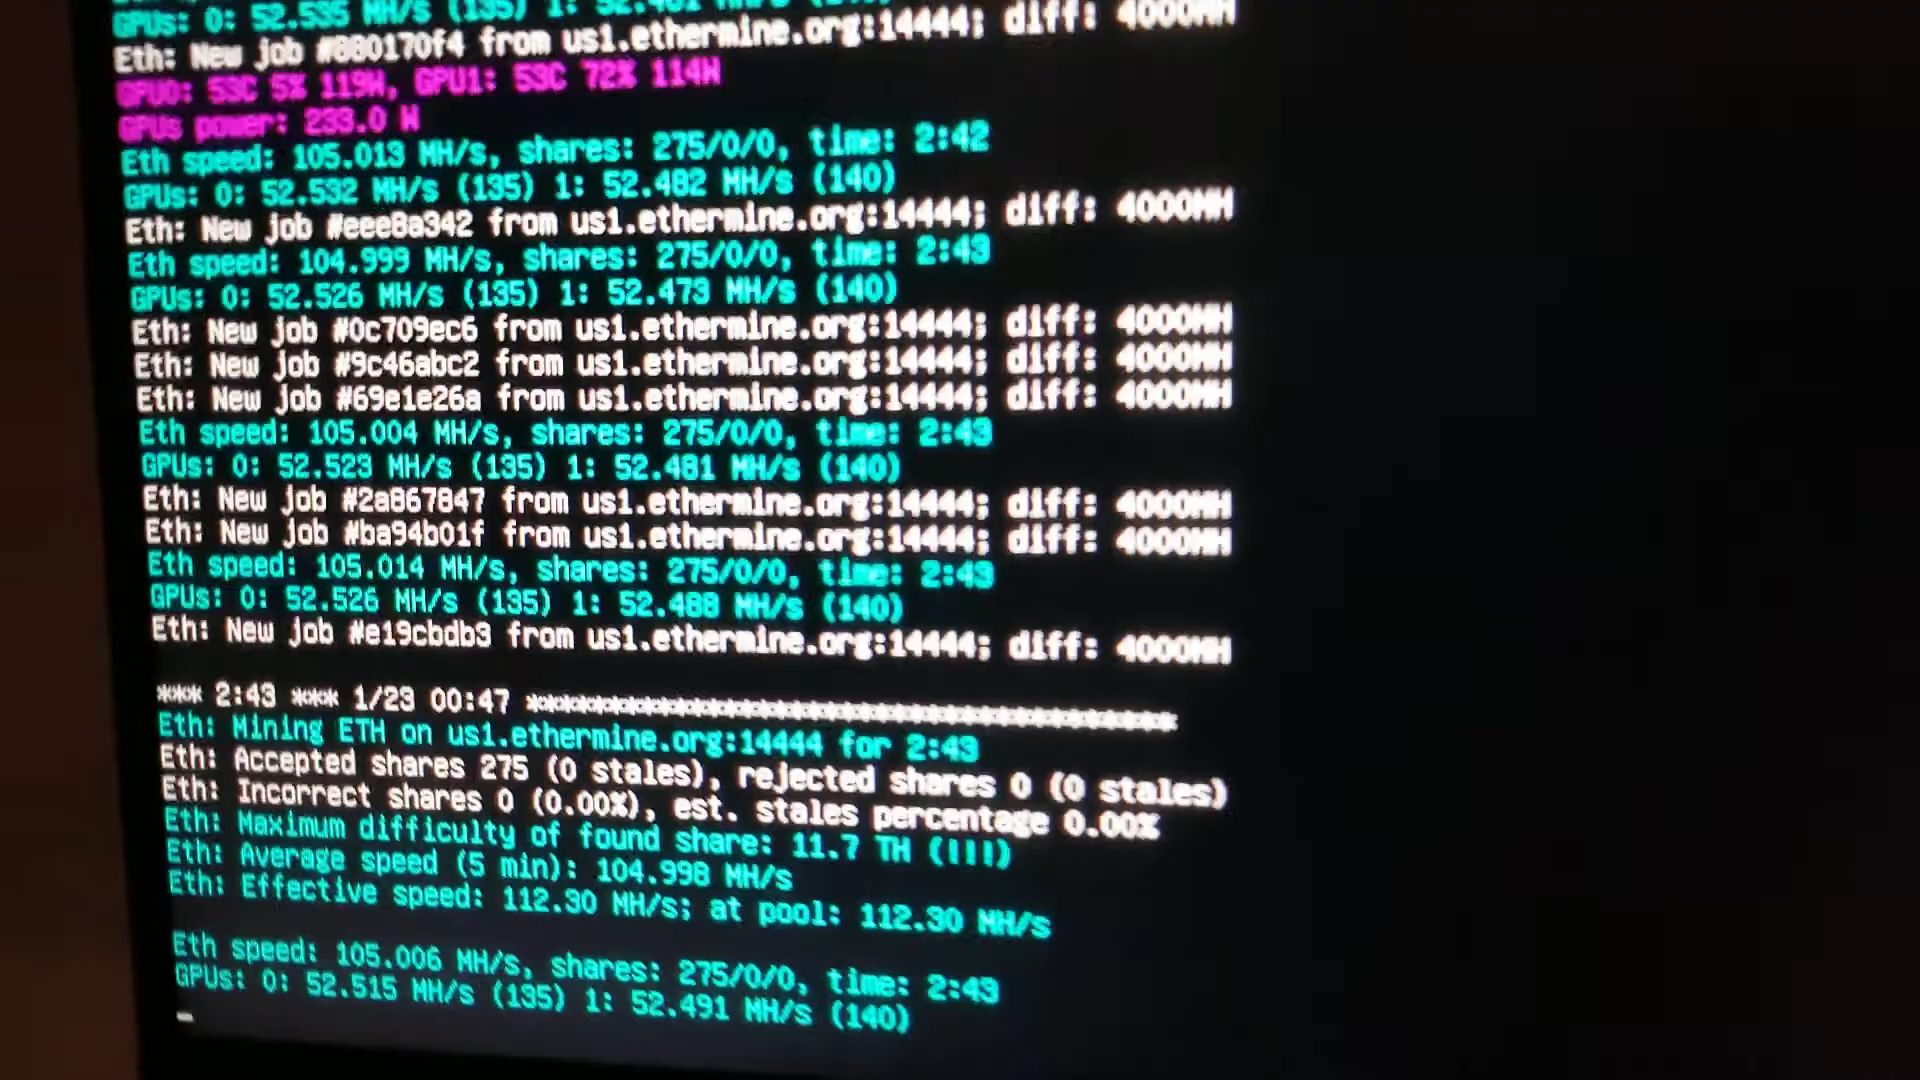 GPUs: 0: 52.535 MH/s (135) 1:
Eth: New job #880170f4 from us1.ethermine.org:14444; diff: 4000MH
GPU0: 53C 5% 119W, GPU1: 53C 72% 114W
GPUs power: 233.0 W
Eth speed: 105.013 MH/s, shares: 275/0/0, time: 2:42
GPUs: 0: 52.532 MH/s (135) 1: 52.482 MH/s (140)
Eth: New job #eee8a342 from us1.ethermine.org:14444; diff: 4000MH
Eth speed: 104.999 MH/s, shares: 275/0/0, time: 2:43
GPUs: 0: 52.526 MH/s (135) 1: 52.473 MH/s (140)
Eth: New job #0c709ec6 from us1.ethermine.org:14444; diff: 4000MH
Eth: New job #9c46abc2 from us1.ethermine.org:14444; diff: 4000MH
Eth: New job #69e1e26a from us1.ethermine.org:14444; diff: 4000MH
Eth speed: 105.004 MH/s, shares: 275/0/0, time: 2:43
GPUs: 0: 52.523 MH/s (135) 1: 52.481 MH/s (140)
Eth: New job #2a867847 from us1.ethermine.org:14444; diff: 4000MH
Eth: New job #ba94b01f from us1.ethermine.org:14444; diff: 4000MH
Eth speed: 105.014 MH/s, shares: 275/0/0, time: 2:43
GPUs: 0: 52.526 MH/s (135) 1: 52.488 MH/s (140)
Eth: New job #e19cbdb3 from us1.ethermine.org:14444; diff: 4000MH
*** 2:43 *** 1/23 00:47 **************************************************
Eth: Mining ETH on us1.ethermine.org:14444 for 2:43
Eth: Accepted shares 275 (0 stales), rejected shares 0 (0 stales)
Eth: Incorrect shares 0 (0.00%), est. stales percentage 0.00%
Eth: Maximum difficulty of found share: 11.7 TH (!!!)
Eth: Average speed (5 min): 104.998 MH/s
Eth: Effective speed: 112.30 MH/s; at pool: 112.30 MH/s
Eth speed: 105.006 MH/s, shares: 275/0/0, time: 2:43
GPUs: 0: 52.515 MH/s (135) 1: 52.491 MH/s (140)